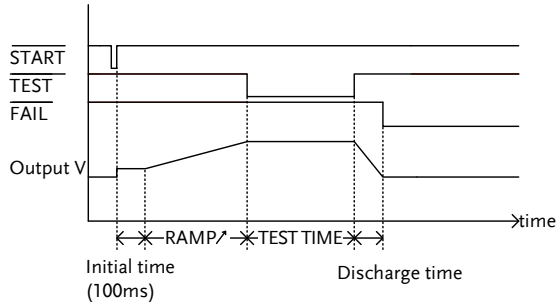 START
TEST
FAIL
Output V
time
RAMP↗ TEST TIME
Initial time
(100ms)
Discharge time